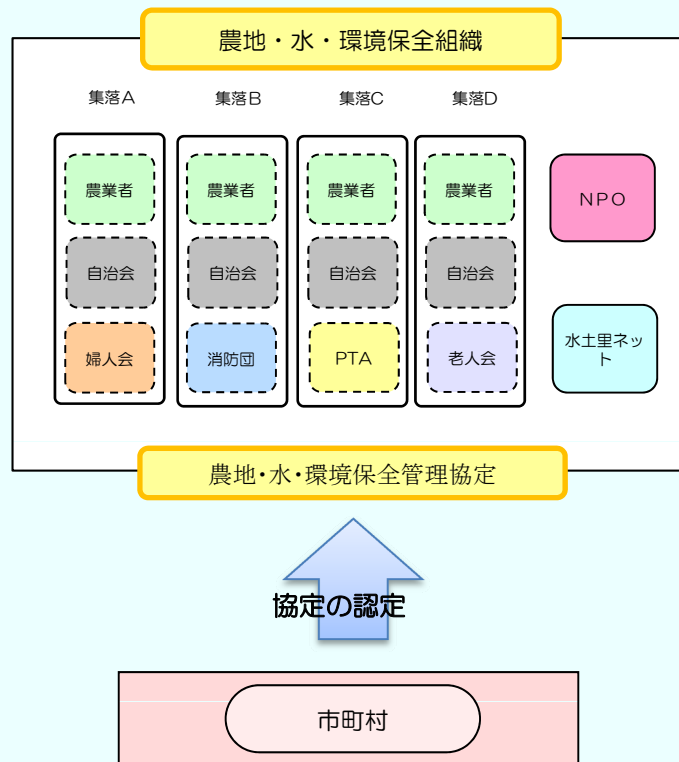 農地・水・環境保全組織
集落A
集落B
集落C
集落D
農業者
農業者
農業者
農業者
NPO
自治会
自治会
自治会
自治会
婦人会
消防団
PTA
老人会
水土里ネッ
ト
農地・水・環境保全管理協定
協定の認定
市町村